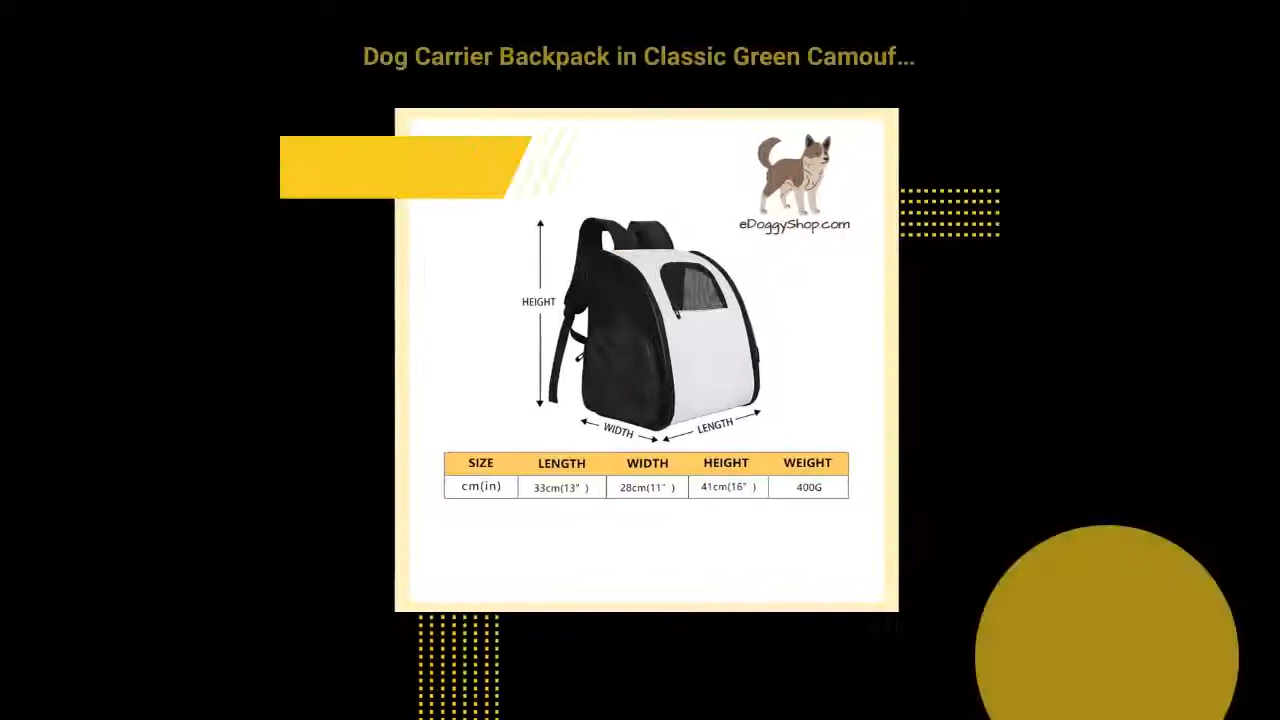 Dog Carrier Backpack in Classic Green Camouf...
eDoggyShop.com
HEIGHT
WIDTH
LENGTH
SIZE LENGTH WIDTH HEIGHT WEIGHT
cm(in) 33cm(13" ) 28cm(11" ) 41cm(16" ) 400G